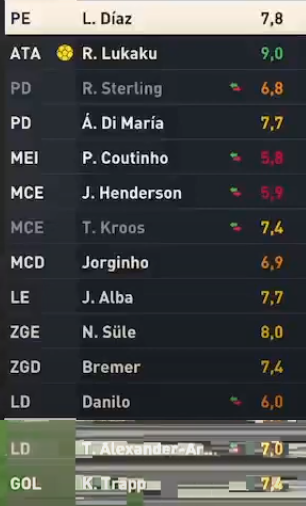 PE L. Díaz 7,8
ATA R. Lukaku 9,0
PD R. Sterling 6,8
PD Á. Di María 7,7
MEI P. Coutinho 5,8
MCE J. Henderson 5,9
MCE T. Kroos 7,4
MCD Jorginho 6,9
LE J. Alba 7,7
ZGE N. Süle 8,0
ZGD Bremer 7,4
LD Danilo 6,0
LD T. Alexander-Ar... 7,0
GOL K. Trapp 7,4